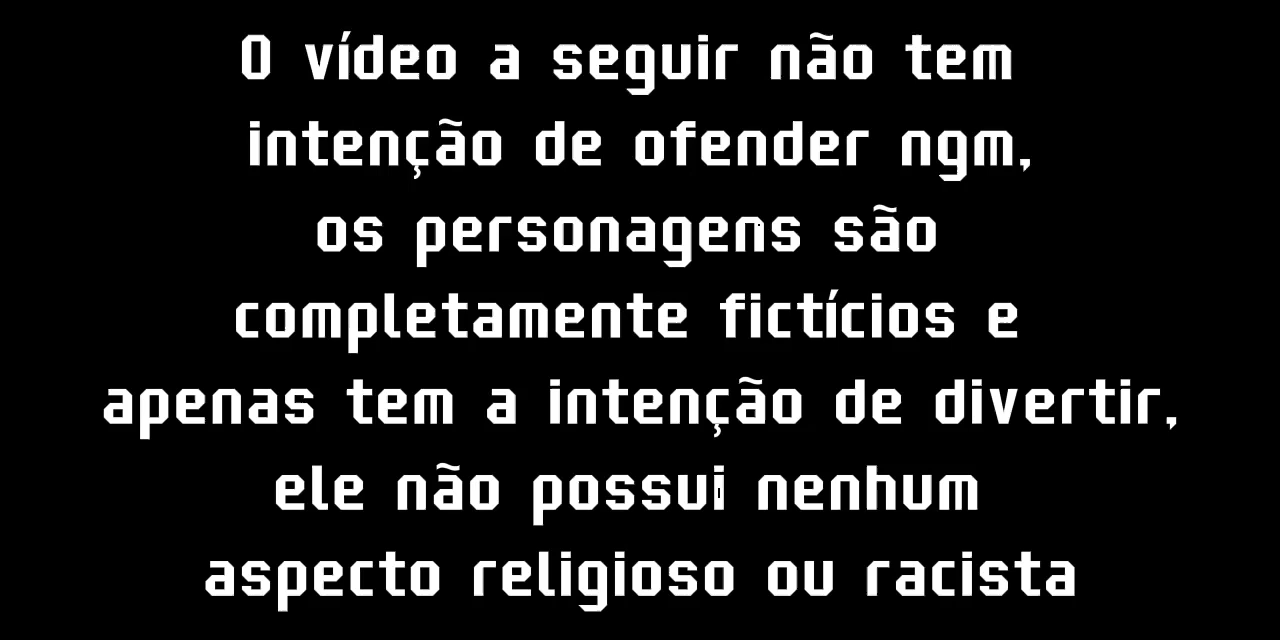 O vídeo a seguir não tem
intenção de ofender ngm,
os personagens são
completamente fictícios e
apenas tem a intenção de divertir,
ele não possui nenhum
aspecto religioso ou racista